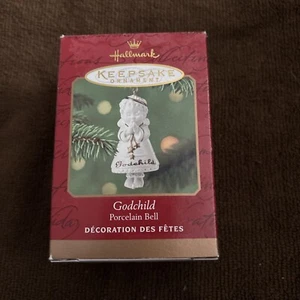 Hallmark
KEEPSAKE
ORNAMENT
Godchild
Godchild
Porcelain Bell
DÉCORATION DES FÊTES